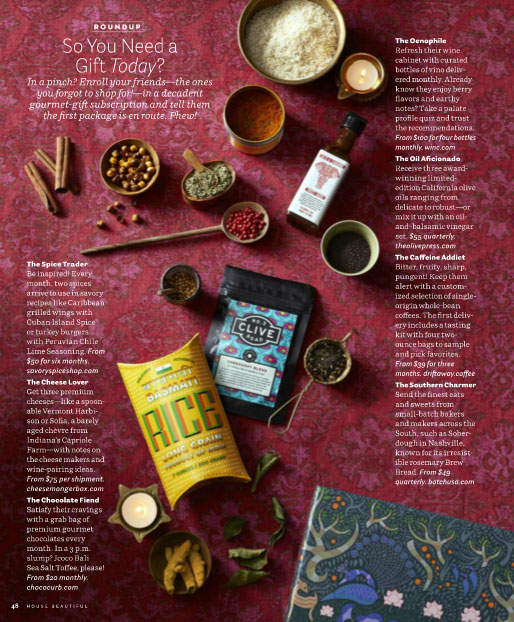 ROUNDUP
So You Need a
Gift Today?
In a pinch? Enroll your friends—the ones
you forgot to shop for!—in a decadent
gourmet-gift subscription and tell them
the first package is en route. Phew!
The Spice Trader
Be inspired! Every
month, two spices
arrive to use in savory
recipes like Caribbean
grilled wings with
Cuban Island Spice
or turkey burgers
with Peruvian Chile
Lime Seasoning. From
$50 for six months.
savoryspiceshop.com
The Cheese Lover
Get three premium
cheeses—like a spoon-
able Vermont Harbi-
son or Sofia, a barely
aged chèvre from
Indiana's Capriole
Farm—with notes on
the cheese makers and
wine-pairing ideas.
From $75 per shipment.
cheesemongerbox.com
The Chocolate Fiend
Satisfy their cravings
with a grab bag of
premium gourmet
chocolates every
month. In a 3 p.m.
slump? Jcoco Bali
Sea Salt Toffee, please!
From $20 monthly.
chococurb.com
The Oenophile
Refresh their wine
cabinet with curated
bottles of vino deliv-
ered monthly. Already
know they enjoy berry
flavors and earthy
notes? Take a palate
profile quiz and trust
the recommendations.
From $100 for four bottles
monthly. winc.com
The Oil Aficionado
Receive three award-
winning limited-
edition California olive
oils ranging from
delicate to robust—or
mix it up with an oil-
and-balsamic vinegar
set. $55 quarterly.
theolivepress.com
The Caffeine Addict
Bitter, fruity, sharp,
pungent! Keep them
alert with a custom-
ized selection of single-
origin whole-bean
coffees. The first deliv-
ery includes a tasting
kit with four two-
ounce bags to sample
and pick favorites.
From $39 for three
months. driftaway.coffee
The Southern Charmer
Send the finest eats
and sweets from
small-batch bakers
and makers across the
South, such as Sober-
dough in Nashville,
known for its irresist-
ible rosemary Brew
Bread. From $49
quarterly. batchusa.com
CLIVE
ROAD
BASMATI
RICE
LONG GRAIN
48 HOUSE BEAUTIFUL